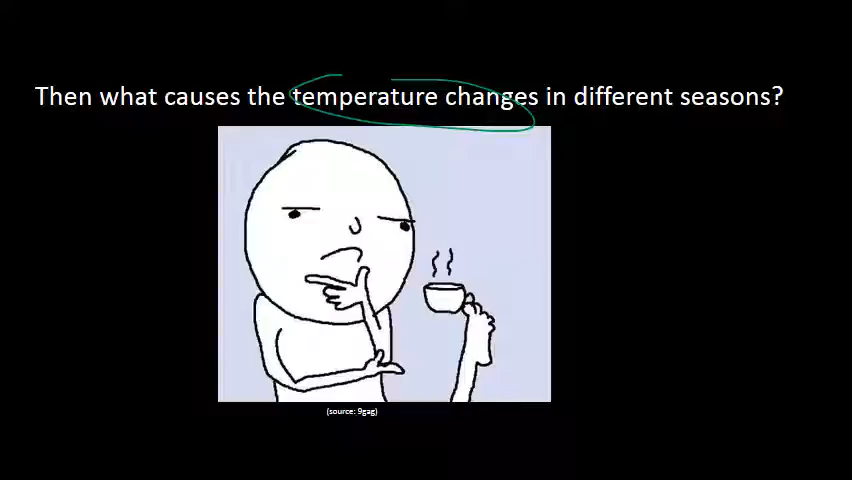 Then what causes the temperature changes in different seasons?
(source: 9gag)